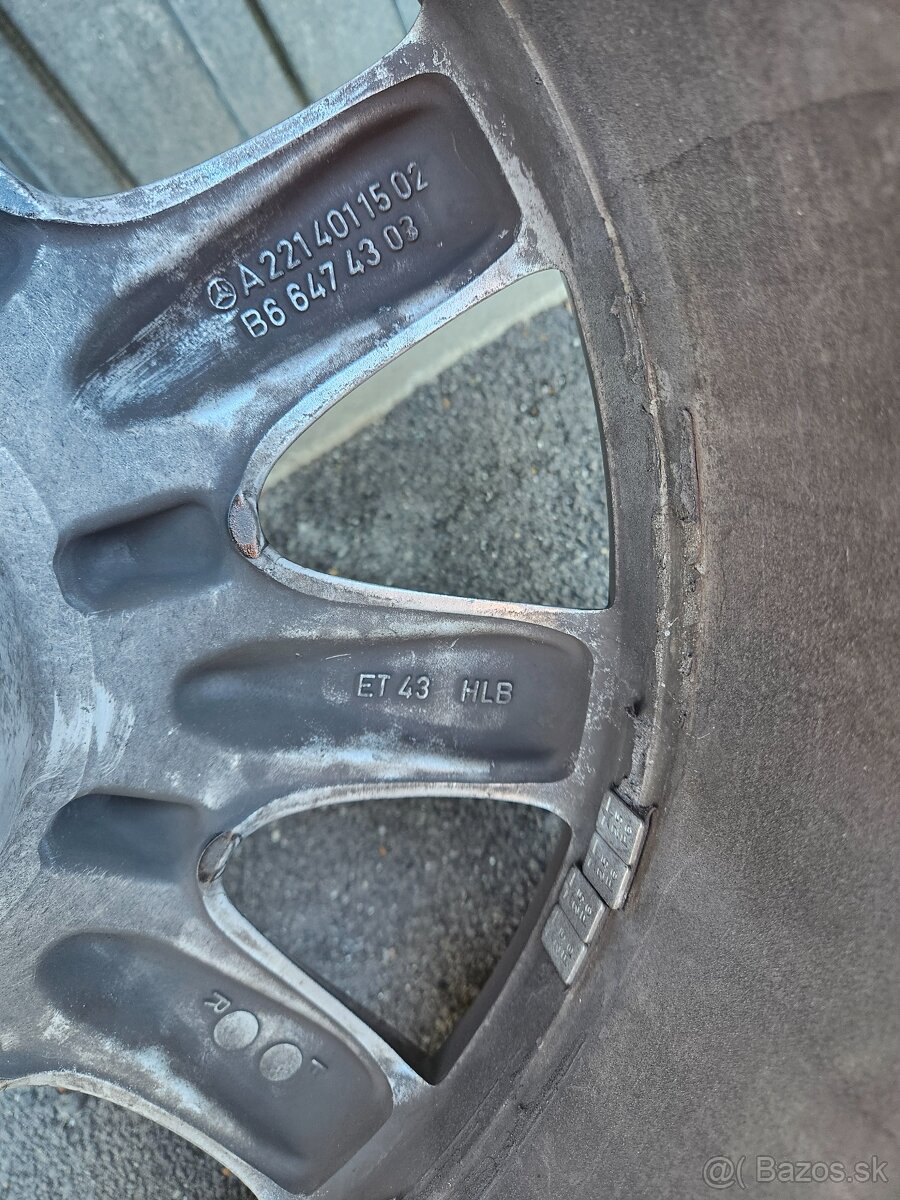 A 221 401 15 02
B6 647 43 03
ET 43 HLB
R
L
@( Bazos.sk